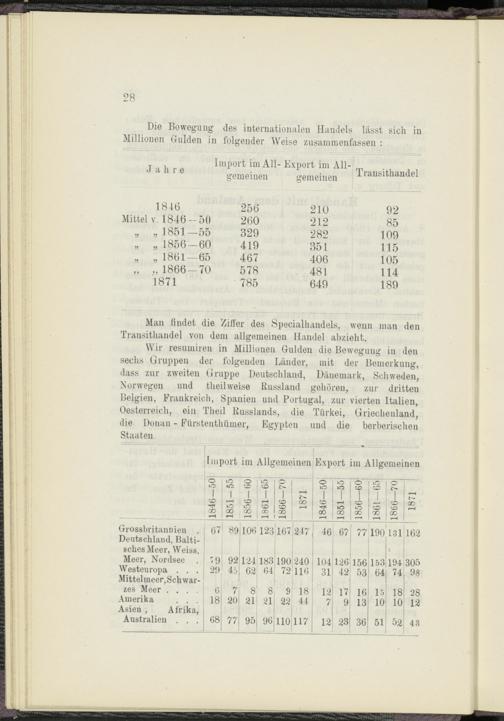 28
Die Bewegung des internationalen Handels lässt sich in
Millionen Gulden in folgender Weise zusammenfassen :
Jahre Import im All- gemeinen Export im All- gemeinen Transithandel
1846 256 210 92
Mittel v. 1846—50 260 212 85
„ „ 1851—55 329 282 109
„ „ 1856—60 419 351 115
„ „ 1861—65 467 406 105
„ „ 1866—70 578 481 114
1871 785 649 189
Man findet die Ziffer des Specialhandels, wenn man den
Transithandel von dem allgemeinen Handel abzieht.
Wir resumiren in Millionen Gulden die Bewegung in den
sechs Gruppen der folgenden Länder, mit der Bemerkung,
dass zur zweiten Gruppe Deutschland, Dänemark, Schweden,
Norwegen und theilweise Russland gehören, zur dritten
Belgien, Frankreich, Spanien und Portugal, zur vierten Italien,
Oesterreich, ein Theil Russlands, die Türkei, Griechenland,
die Donau - Fürstenthümer, Egypten und die berberischen
Staaten
Import im Allgemeinen Export im Allgemeinen
1846—50 1851—55 1856—60 1861—65 1866—70 1871 1846—50 1851—55 1856—60 1861—65 1866—70 1871
Grossbritannien . 67 89 106 123 167 247 46 67 77 190 131 162
Deutschland, Balti-
sches Meer, Weiss.
Meer, Nordsee . 79 92 124 183 190 240 104 126 156 153 194 305
Westeuropa . . . 29 45 62 64 72 116 31 42 53 64 74 98
Mittelmeer, Schwar-
zes Meer . . . . 6 7 8 8 9 18 12 17 16 15 18 28
Amerika . . . 18 20 21 21 22 44 7 9 13 10 10 12
Asien , Afrika,
Australien . . . 68 77 95 96 110 117 12 23 36 51 52 43